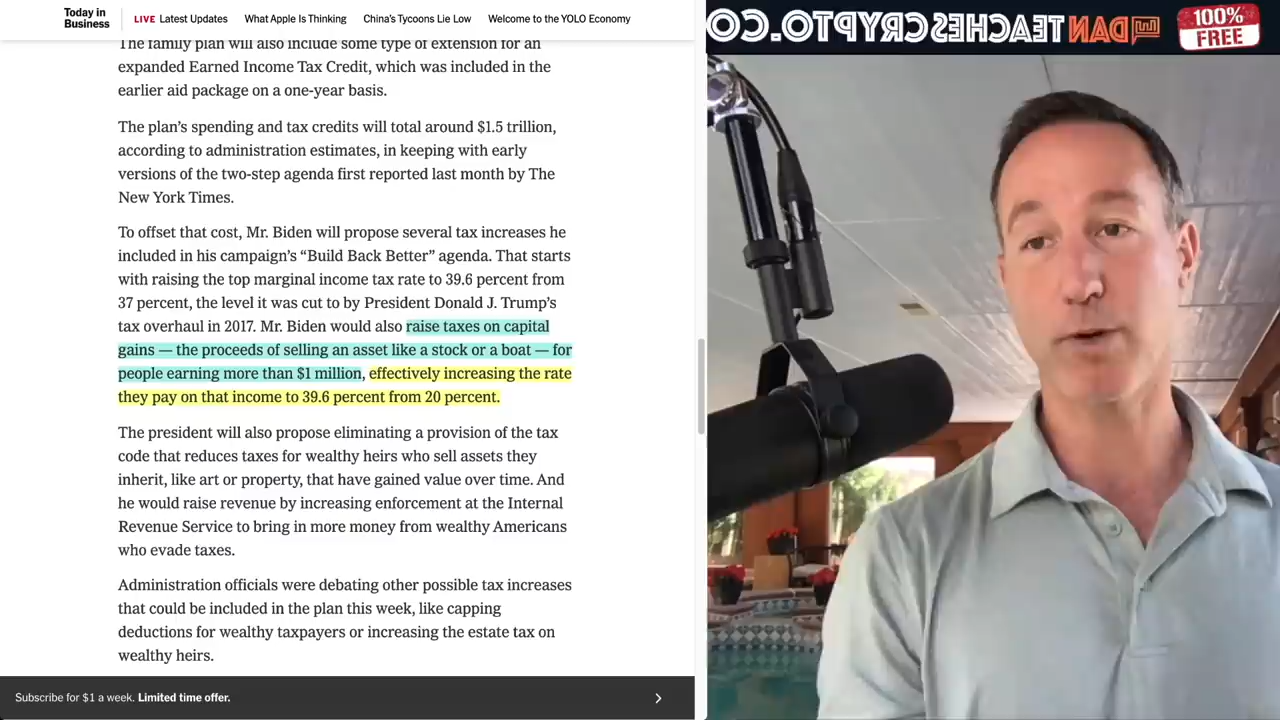 Today in
Business
LIVE Latest Updates
What Apple Is Thinking
China's Tycoons Lie Low
Welcome to the YOLO Economy
The family plan will also include some type of extension for an
expanded Earned Income Tax Credit, which was included in the
earlier aid package on a one-year basis.
The plan’s spending and tax credits will total around $1.5 trillion,
according to administration estimates, in keeping with early
versions of the two-step agenda first reported last month by The
New York Times.
To offset that cost, Mr. Biden will propose several tax increases he
included in his campaign’s “Build Back Better” agenda. That starts
with raising the top marginal income tax rate to 39.6 percent from
37 percent, the level it was cut to by President Donald J. Trump’s
tax overhaul in 2017. Mr. Biden would also raise taxes on capital
gains — the proceeds of selling an asset like a stock or a boat — for
people earning more than $1 million, effectively increasing the rate
they pay on that income to 39.6 percent from 20 percent.
The president will also propose eliminating a provision of the tax
code that reduces taxes for wealthy heirs who sell assets they
inherit, like art or property, that have gained value over time. And
he would raise revenue by increasing enforcement at the Internal
Revenue Service to bring in more money from wealthy Americans
who evade taxes.
Administration officials were debating other possible tax increases
that could be included in the plan this week, like capping
deductions for wealthy taxpayers or increasing the estate tax on
wealthy heirs.
Subscribe for $1 a week. Limited time offer.
DANTEACHESCRYPTO.CO
100%
FREE